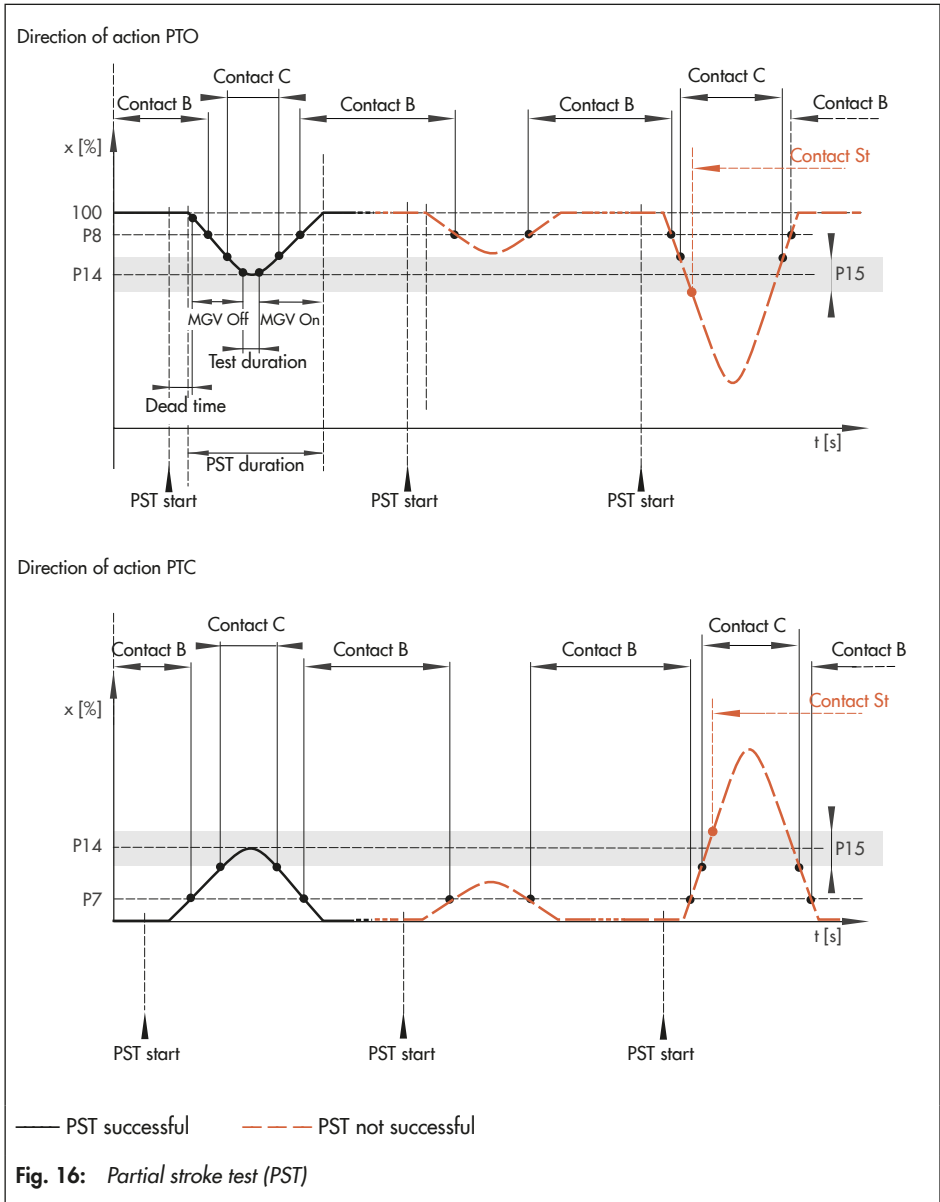 Direction of action PTO
Contact C
Contact C
Contact B
Contact B
Contact B
Contact B
x [%]
Contact St
100
P8
P14
P15
MGV Off
MGV On
Test duration
Dead time
t [s]
PST duration
PST start
PST start
PST start
Direction of action PTC
Contact C
Contact C
Contact B
Contact B
Contact B
Contact B
x [%]
Contact St
P14
P15
P7
t [s]
PST start
PST start
PST start
PST successful
PST not successful
Fig. 16: Partial stroke test (PST)